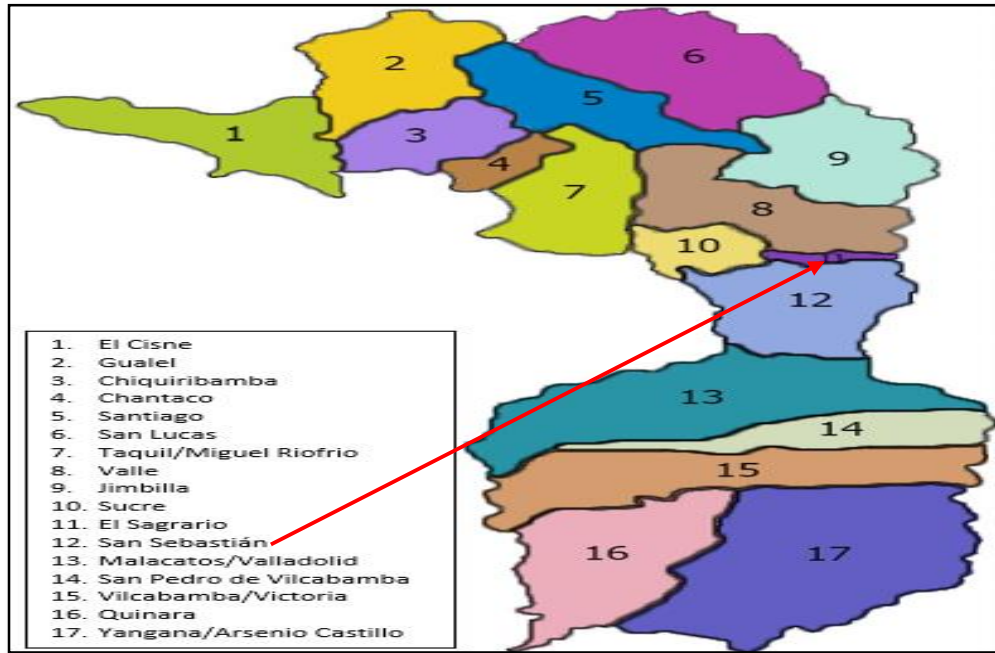 2
6
5
1
3
4
9
7
8
10
12
13
14
15
16
17
1. El Cisne
2. Gualel
3. Chiquiribamba
4. Chantaco
5. Santiago
6. San Lucas
7. Taquil/Miguel Riofrio
8. Valle
9. Jimbilla
10. Sucre
11. El Sagrario
12. San Sebastián
13. Malacatos/Valladolid
14. San Pedro de Vilcabamba
15. Vilcabamba/Victoria
16. Quinara
17. Yangana/Arsenio Castillo